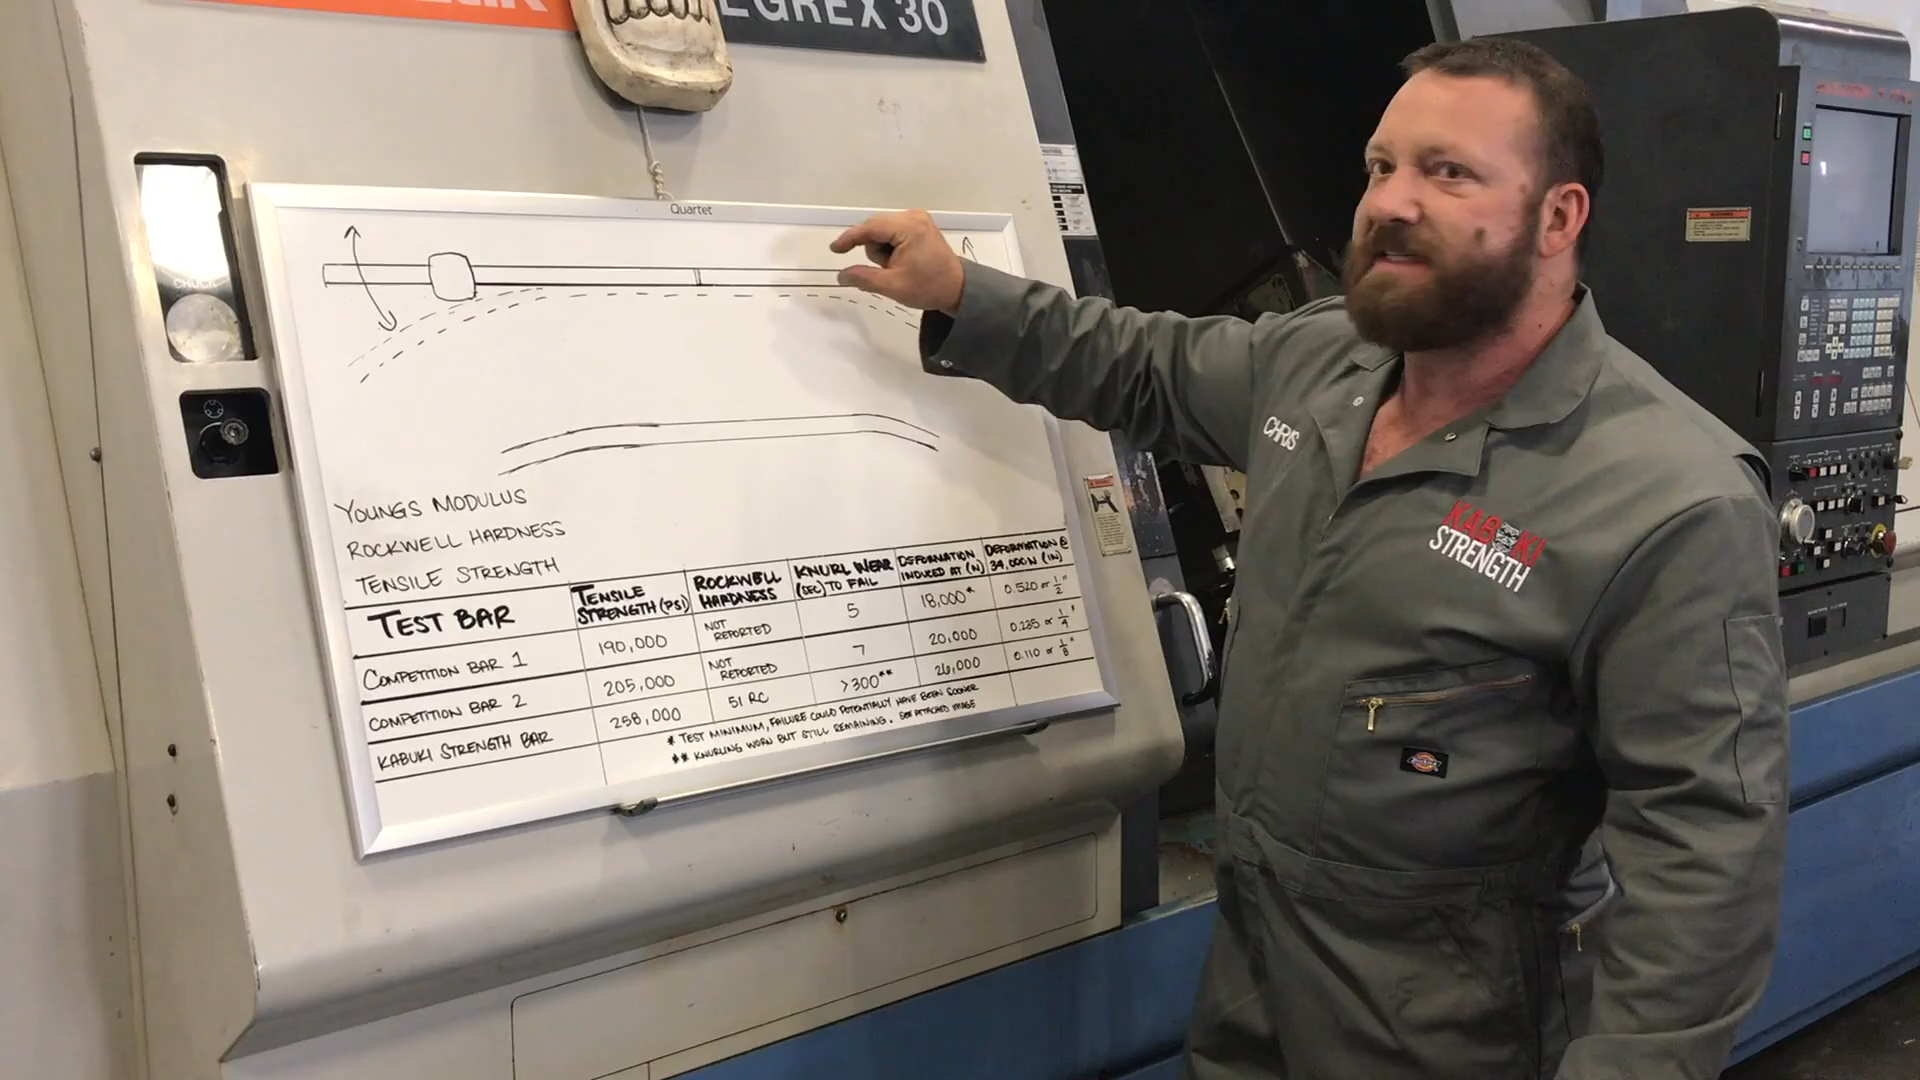 EGREX 30
Quartet
CHUCK
YOUNGS MODULUS
ROCKWELL HARDNESS
TENSILE STRENGTH
TEST BAR
TENSILE STRENGTH (PSI)
ROCKWELL HARDNESS
KNURL WEAR (SEC) TO FAIL
DEFORMATION INDUCED AT (N)
DEFORMATION @ 34,000N (IN)
COMPETITION BAR 1
190,000
NOT REPORTED
5
18,000*
0.520 or 1/2"
COMPETITION BAR 2
205,000
NOT REPORTED
7
20,000
0.235 or 1/4"
KABUKI STRENGTH BAR
258,000
51 RC
>300**
26,000
0.110 or 1/8"
* TEST MINIMUM, FAILURE COULD POTENTIALLY HAVE BEEN SOONER
** KNURLING WORN BUT STILL REMAINING. SEE ATTACHED IMAGE
CHRIS
KABUKI
STRENGTH
Dickies